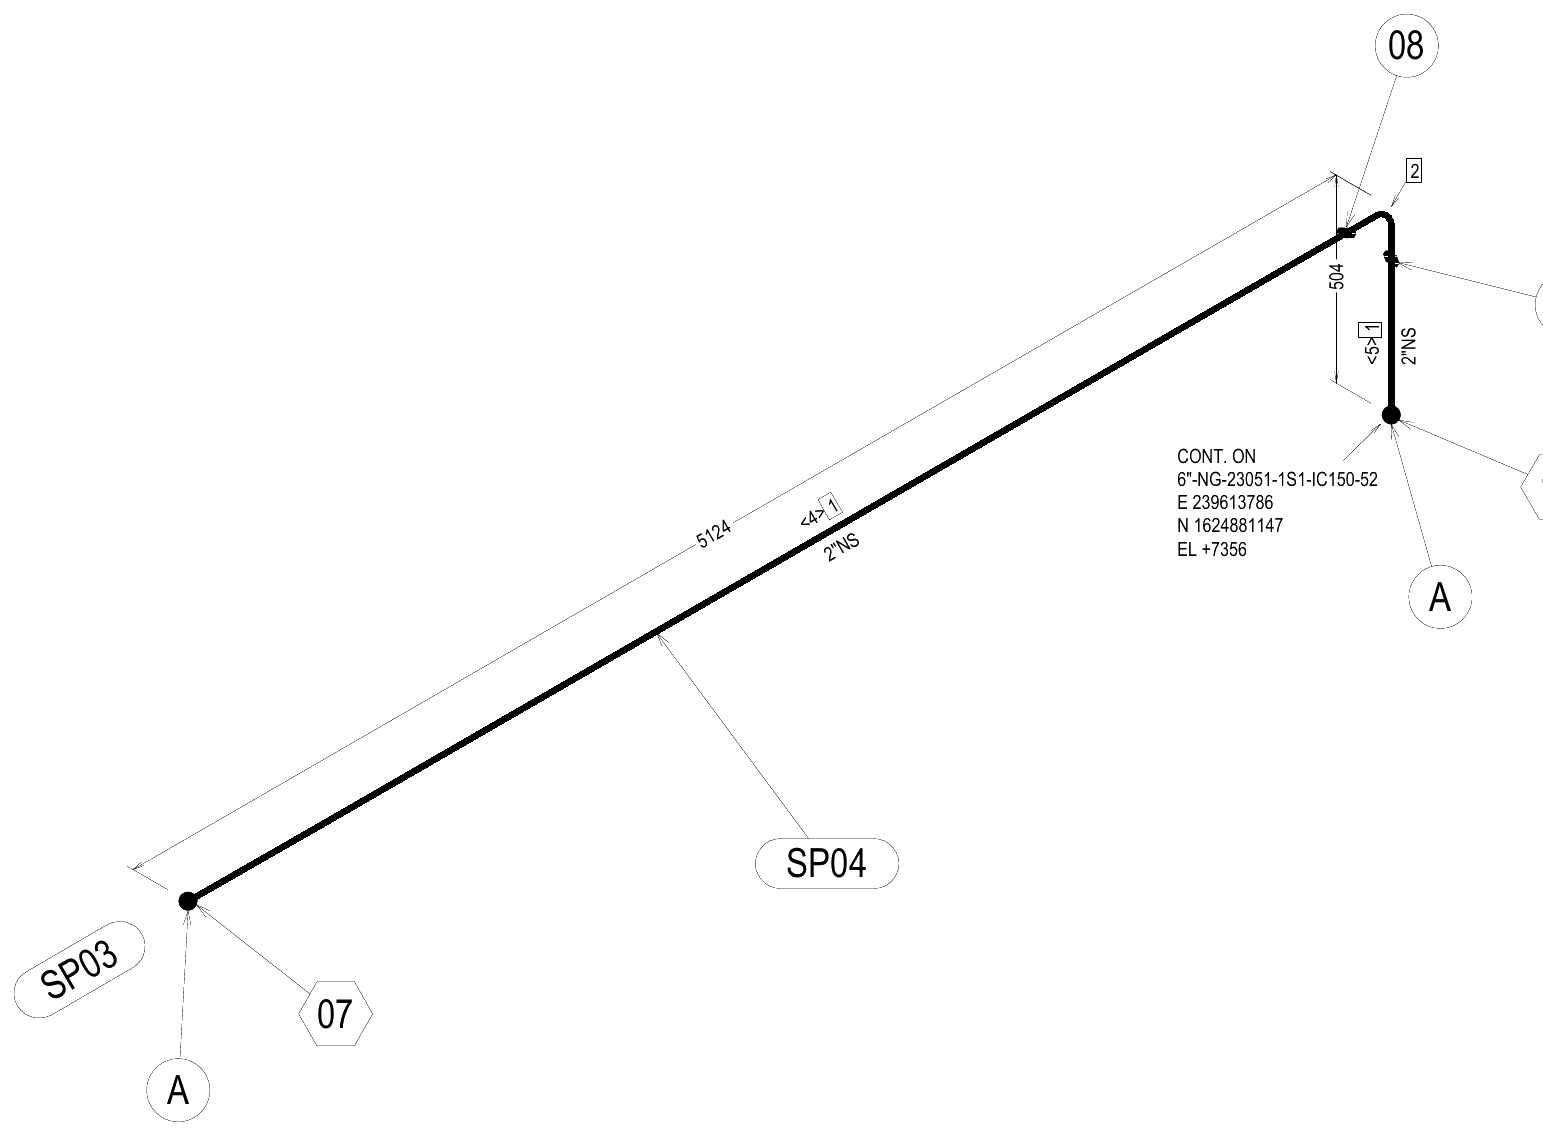 08
2
504
<5> 1
2"NS
CONT. ON
6"-NG-23051-1S1-IC150-52
E 239613786
N 1624881147
EL +7356
<4> 1
5124
2"NS
A
SP04
SP03
07
A